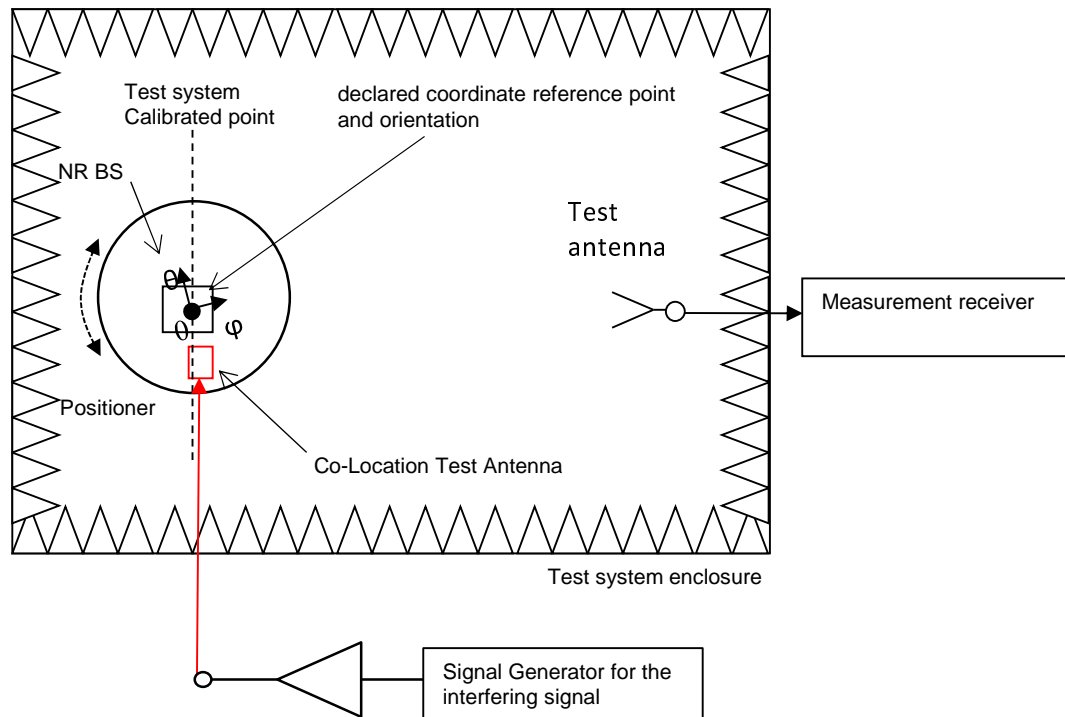 Test system
Calibrated point
declared coordinate reference point
and orientation
NR BS
Test
antenna
θ
θ
φ
Measurement receiver
Positioner
Co-Location Test Antenna
Test system enclosure
Signal Generator for the
interfering signal